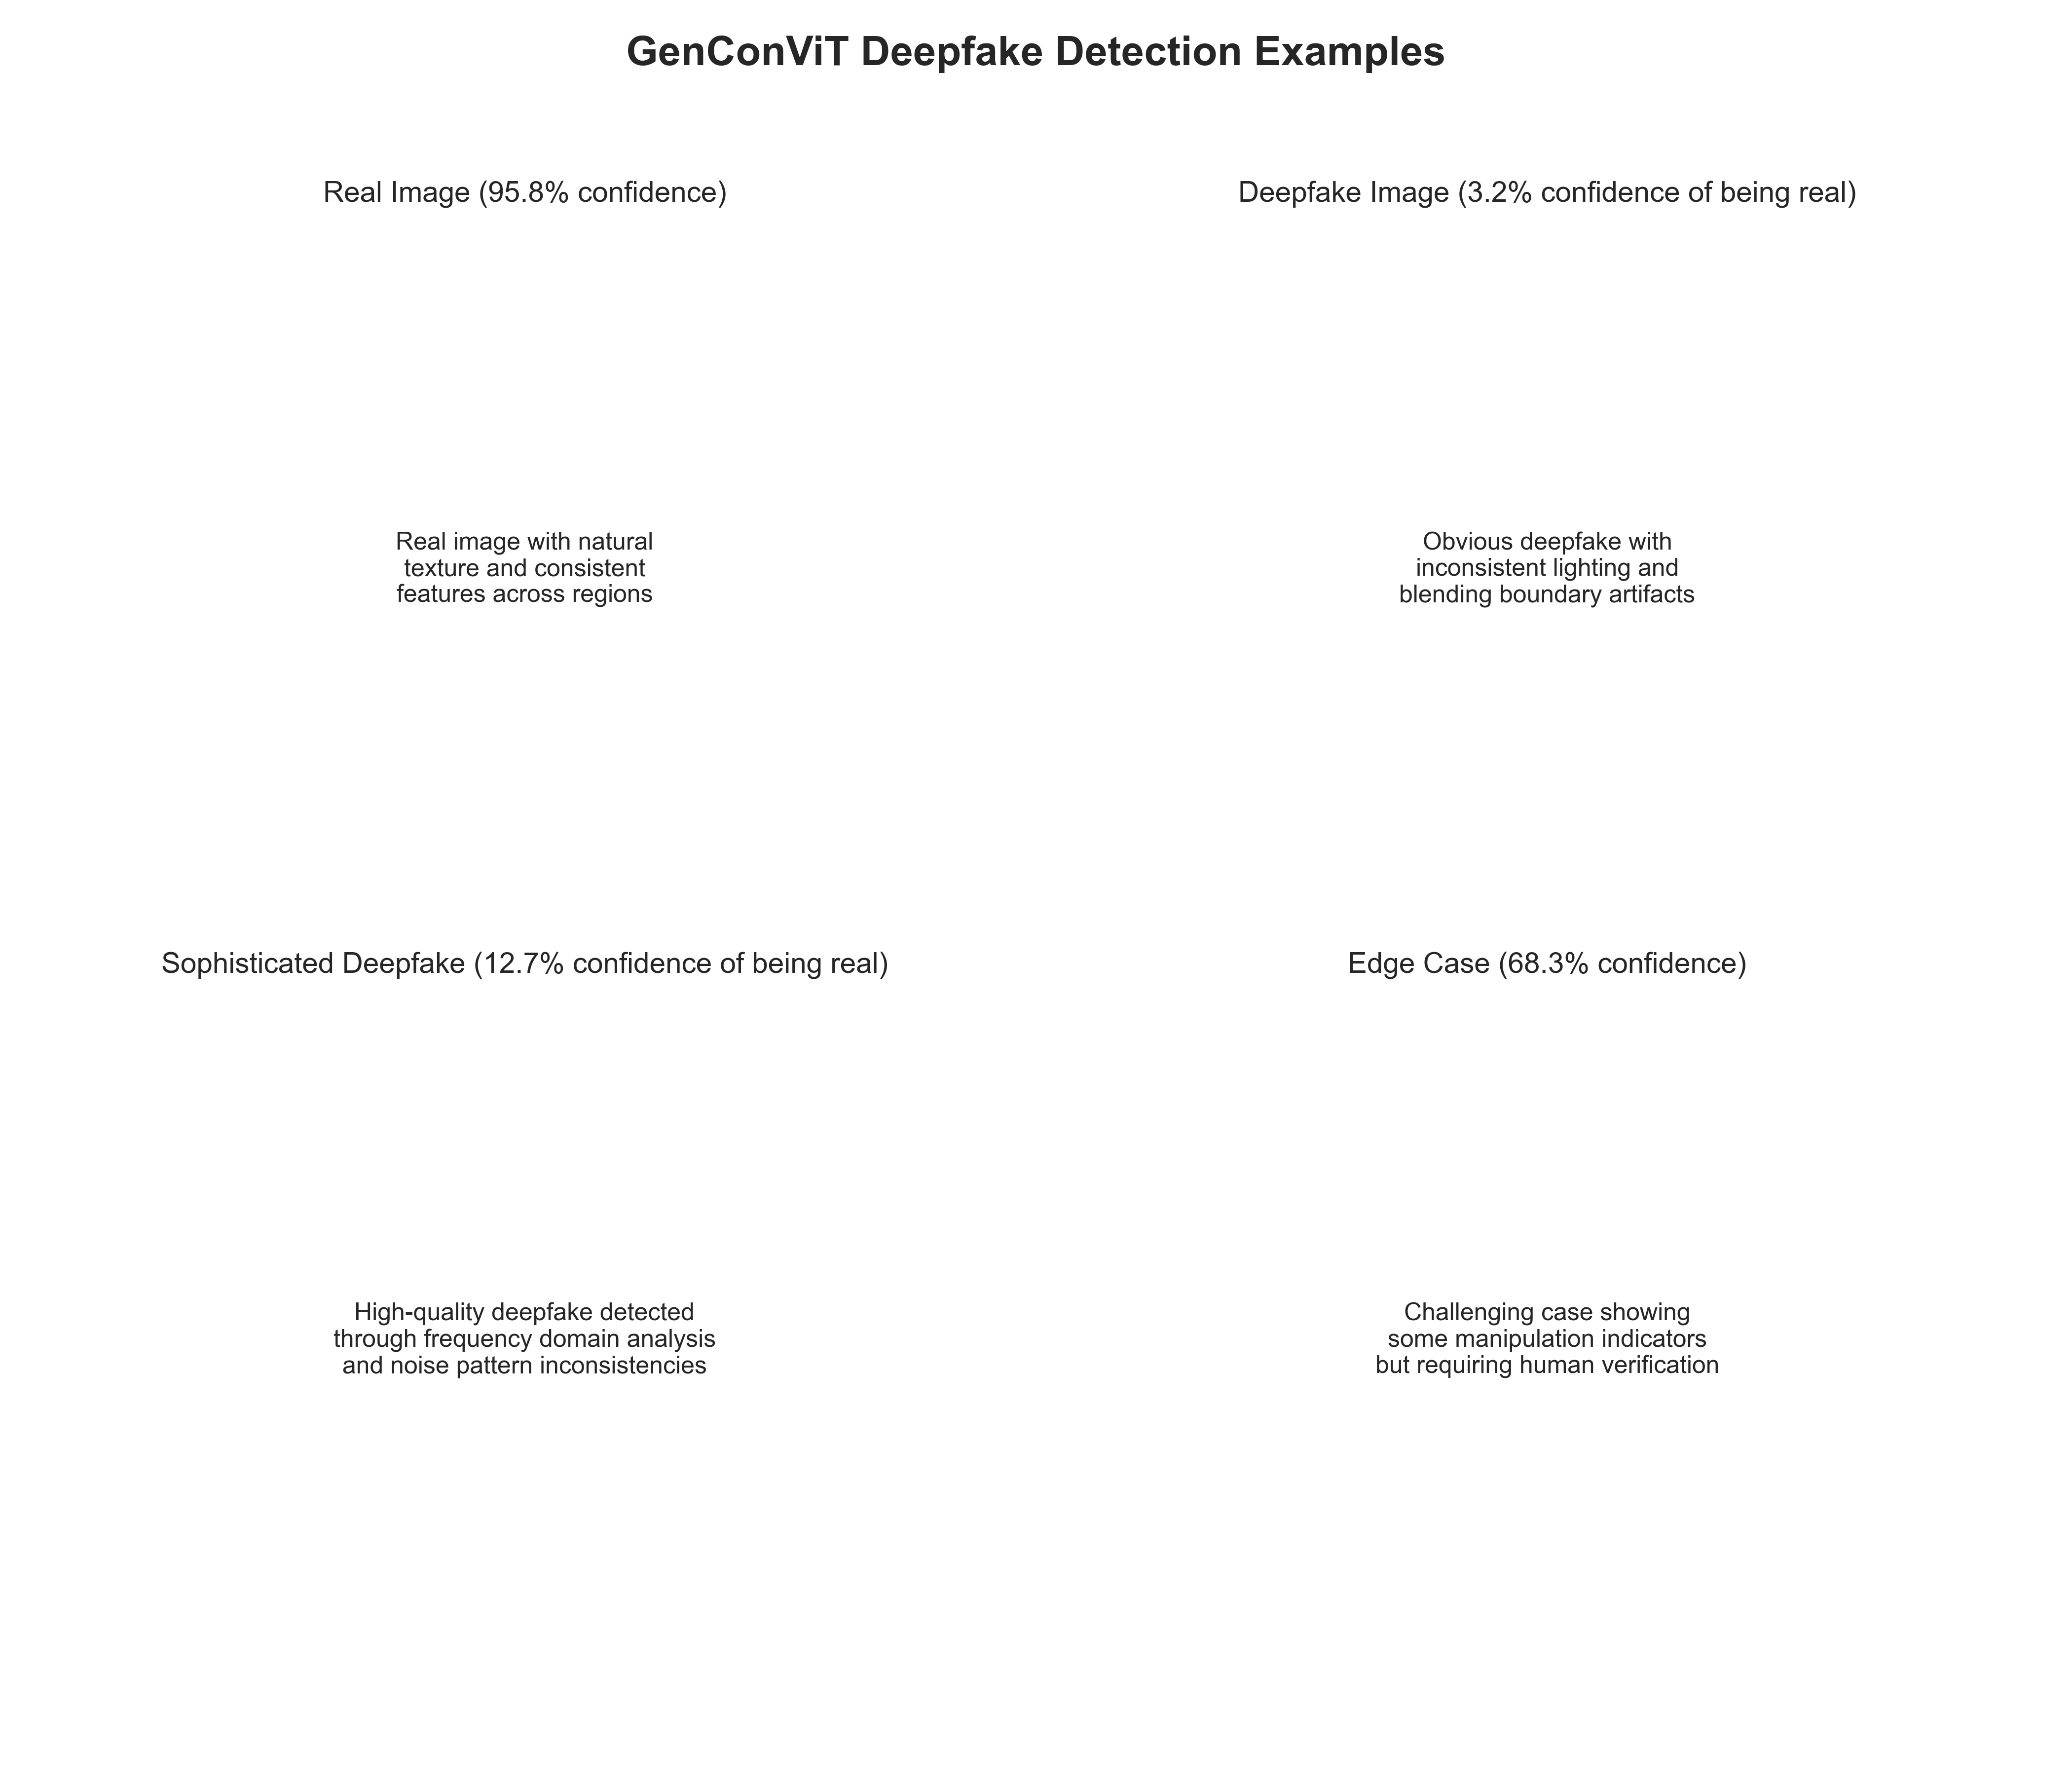 GenConViT Deepfake Detection Examples
Real Image (95.8% confidence)
Real image with natural
texture and consistent
features across regions
Deepfake Image (3.2% confidence of being real)
Obvious deepfake with
inconsistent lighting and
blending boundary artifacts
Sophisticated Deepfake (12.7% confidence of being real)
High-quality deepfake detected
through frequency domain analysis
and noise pattern inconsistencies
Edge Case (68.3% confidence)
Challenging case showing
some manipulation indicators
but requiring human verification